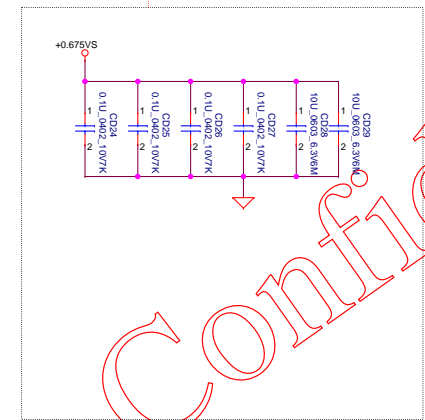 +0.675VS
1
2
CD24
0.1U_0402_10V7K
1
2
CD25
0.1U_0402_10V7K
1
2
CD26
0.1U_0402_10V7K
1
2
CD27
0.1U_0402_10V7K
1
2
CD28
10U_0603_6.3V6M
1
2
CD29
10U_0603_6.3V6M
Confi